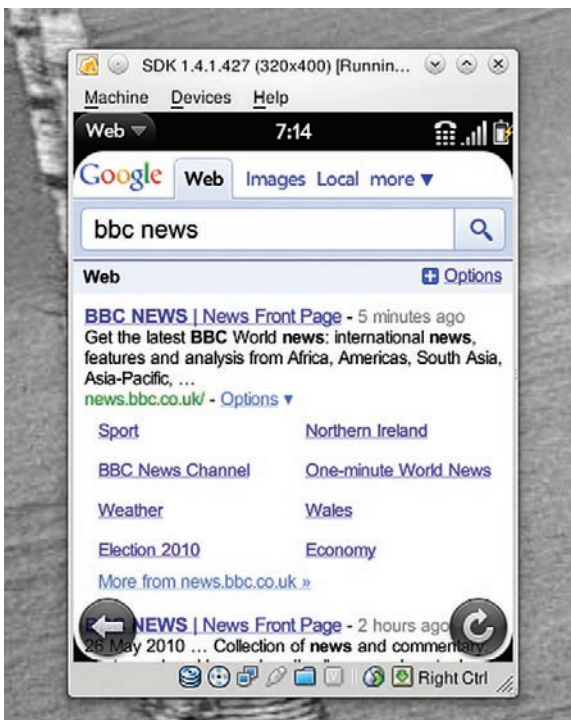 SDK 1.4.1.427 (320x400) [Runnin...
Machine Devices Help
Web 7:14
Google Web Images Local more
bbc news
Web Options
BBC NEWS | News Front Page - 5 minutes ago
Get the latest BBC World news: international news,
features and analysis from Africa, Americas, South Asia,
Asia-Pacific, ...
news.bbc.co.uk/ - Options
Sport Northern Ireland
BBC News Channel One-minute World News
Weather Wales
Election 2010 Economy
More from news.bbc.co.uk »
NEWS | News Front Page - 2 hours ago
26 May 2010 ... Collection of news and commentary.
Right Ctrl